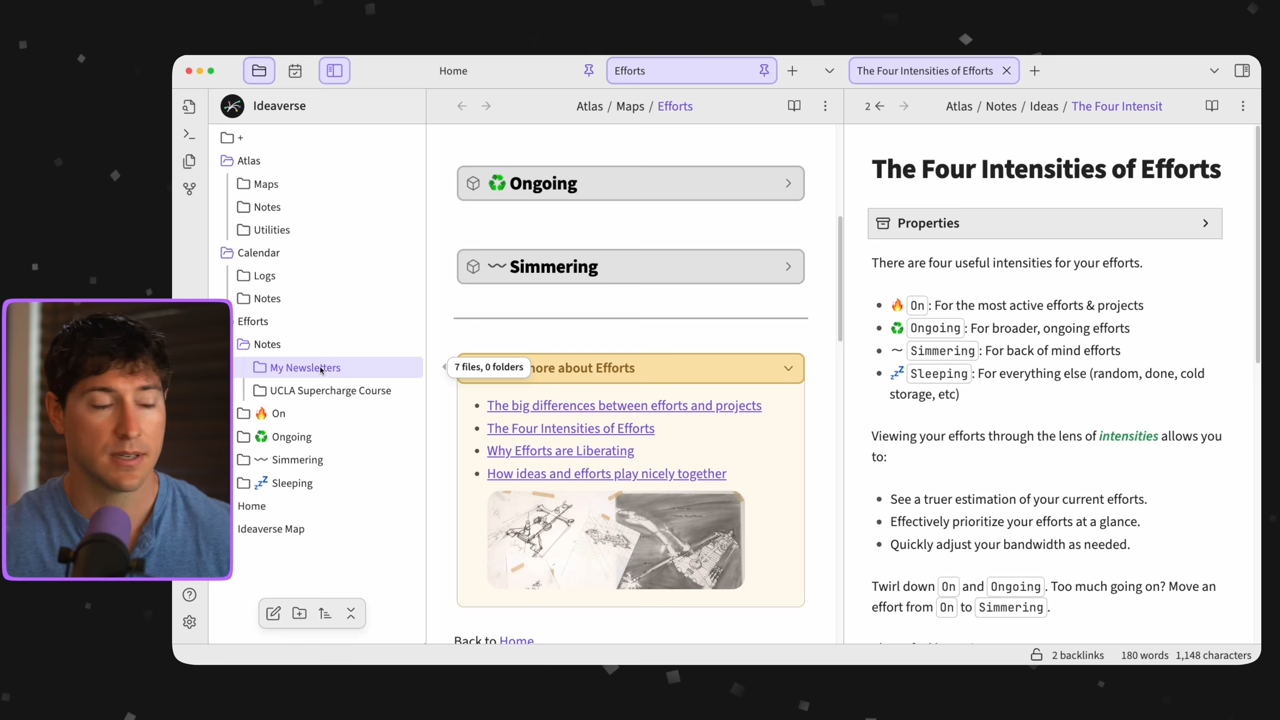 Home
Efforts
The Four Intensities of Efforts
Ideaverse
+
Atlas
Maps
Notes
Utilities
Calendar
Logs
Notes
Efforts
Notes
My Newsletters
UCLA Supercharge Course
🔥 On
♻️ Ongoing
〰️ Simmering
💤 Sleeping
Home
Ideaverse Map
Atlas / Maps / Efforts
♻️ Ongoing
〰️ Simmering
7 files, 0 folders
more about Efforts
• The big differences between efforts and projects
• The Four Intensities of Efforts
• Why Efforts are Liberating
• How ideas and efforts play nicely together
Back to Home
2
Atlas / Notes / Ideas / The Four Intensit
The Four Intensities of Efforts
Properties
There are four useful intensities for your efforts.
• 🔥 On : For the most active efforts & projects
• ♻️ Ongoing : For broader, ongoing efforts
• 〰️ Simmering : For back of mind efforts
• 💤 Sleeping : For everything else (random, done, cold
storage, etc)
Viewing your efforts through the lens of intensities allows you
to:
• See a truer estimation of your current efforts.
• Effectively prioritize your efforts at a glance.
• Quickly adjust your bandwidth as needed.
Twirl down On and Ongoing . Too much going on? Move an
effort from On to Simmering .
2 backlinks
180 words
1,148 characters